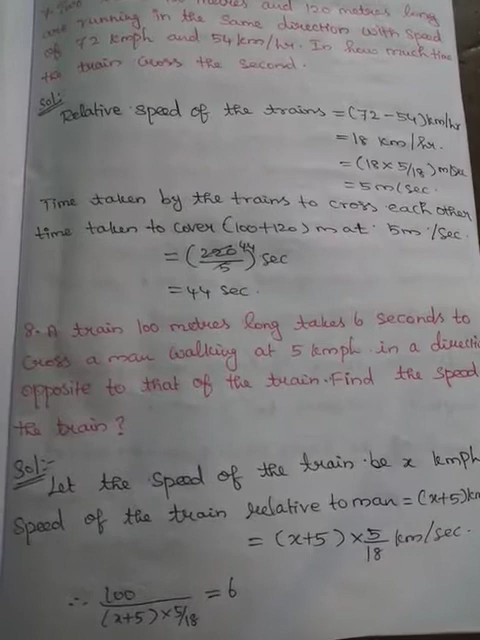 7. Two trains 100 metres and 120 metres long
are running in the same direction with speed
of 72 kmph and 54 km/hr. In how much time
the train cross the second.
Sol:
Relative speed of the trains = (72-54) km/hr
= 18 km/hr.
= (18 x 5/18) m/sec
= 5 m/sec.
Time taken by the trains to cross each other
time taken to cover (100+120) m at 5m/sec.
= (220/5) 44 sec
= 44 sec.
8. A train 100 metres long takes 6 seconds to
cross a man walking at 5 kmph in a directi
opposite to that of the train. Find the speed
the train?
Sol:-
Let the speed of the train be x kmph
Speed of the train relative to man = (x+5) k
= (x+5) x 5/18 km/sec.
∴ 100/((x+5) x 5/18) = 6